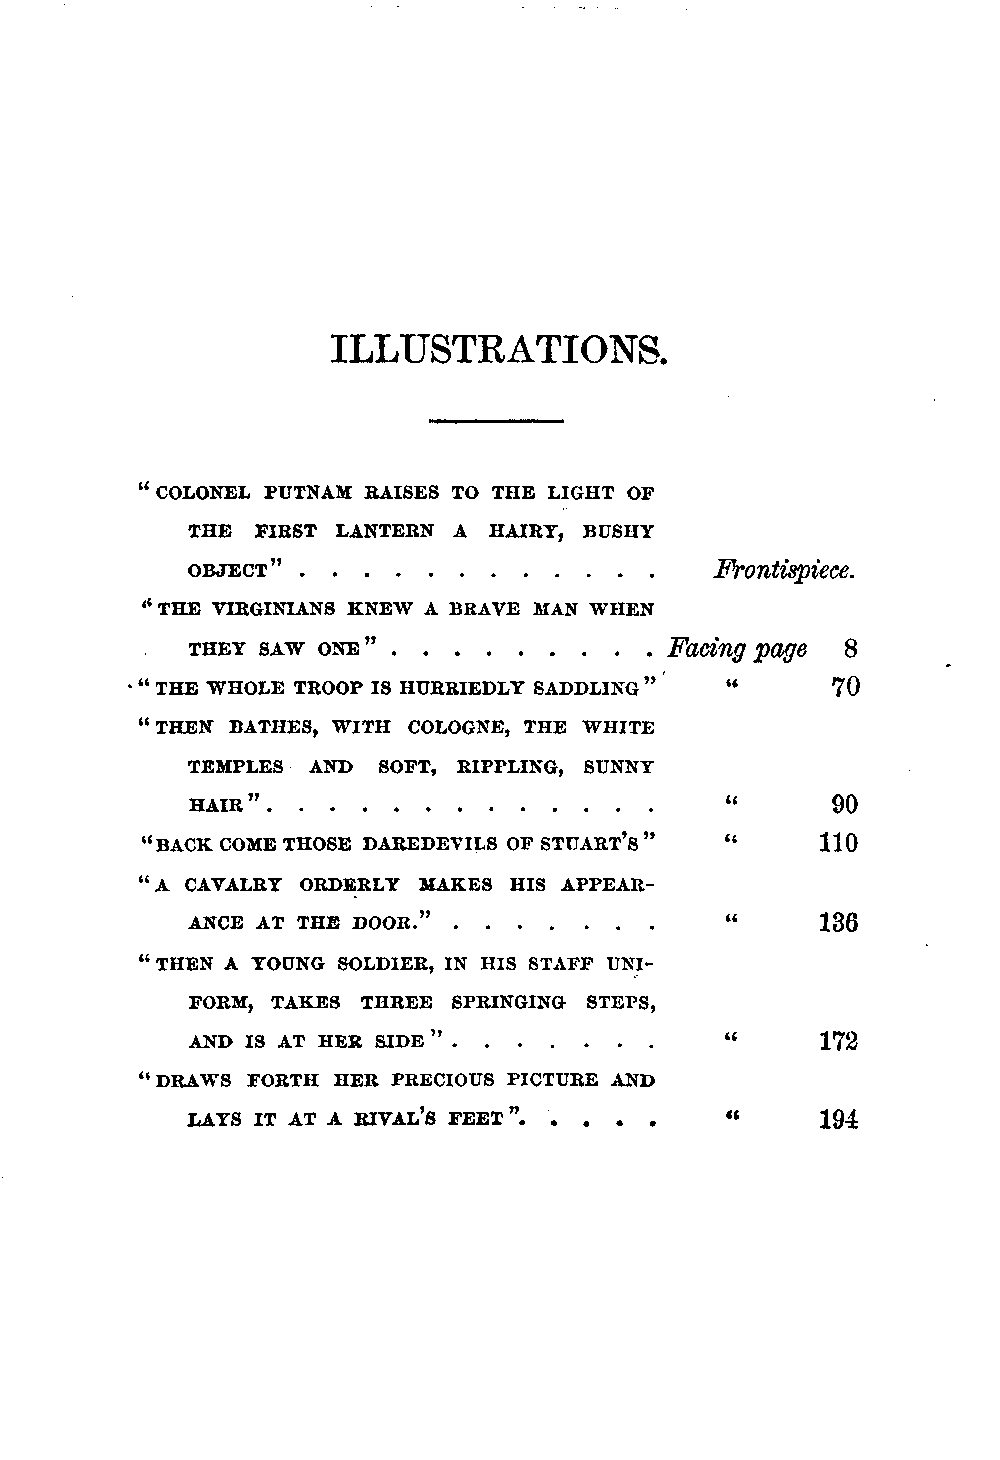 ILLUSTRATIONS.
“COLONEL PUTNAM RAISES TO THE LIGHT OF
THE FIRST LANTERN A HAIRY, BUSHY
OBJECT” . . . . . . . . . . . . Frontispiece.
“THE VIRGINIANS KNEW A BRAVE MAN WHEN
THEY SAW ONE” . . . . . . . . . Facing page 8
“THE WHOLE TROOP IS HURRIEDLY SADDLING” “ 70
“THEN BATHES, WITH COLOGNE, THE WHITE
TEMPLES AND SOFT, RIPPLING, SUNNY
HAIR” . . . . . . . . . . . . . “ 90
“BACK COME THOSE DAREDEVILS OF STUART’S” “ 110
“A CAVALRY ORDERLY MAKES HIS APPEAR-
ANCE AT THE DOOR.” . . . . . . . “ 136
“THEN A YOUNG SOLDIER, IN HIS STAFF UNI-
FORM, TAKES THREE SPRINGING STEPS,
AND IS AT HER SIDE” . . . . . . . “ 172
“DRAWS FORTH HER PRECIOUS PICTURE AND
LAYS IT AT A RIVAL’S FEET” . . . . . “ 194